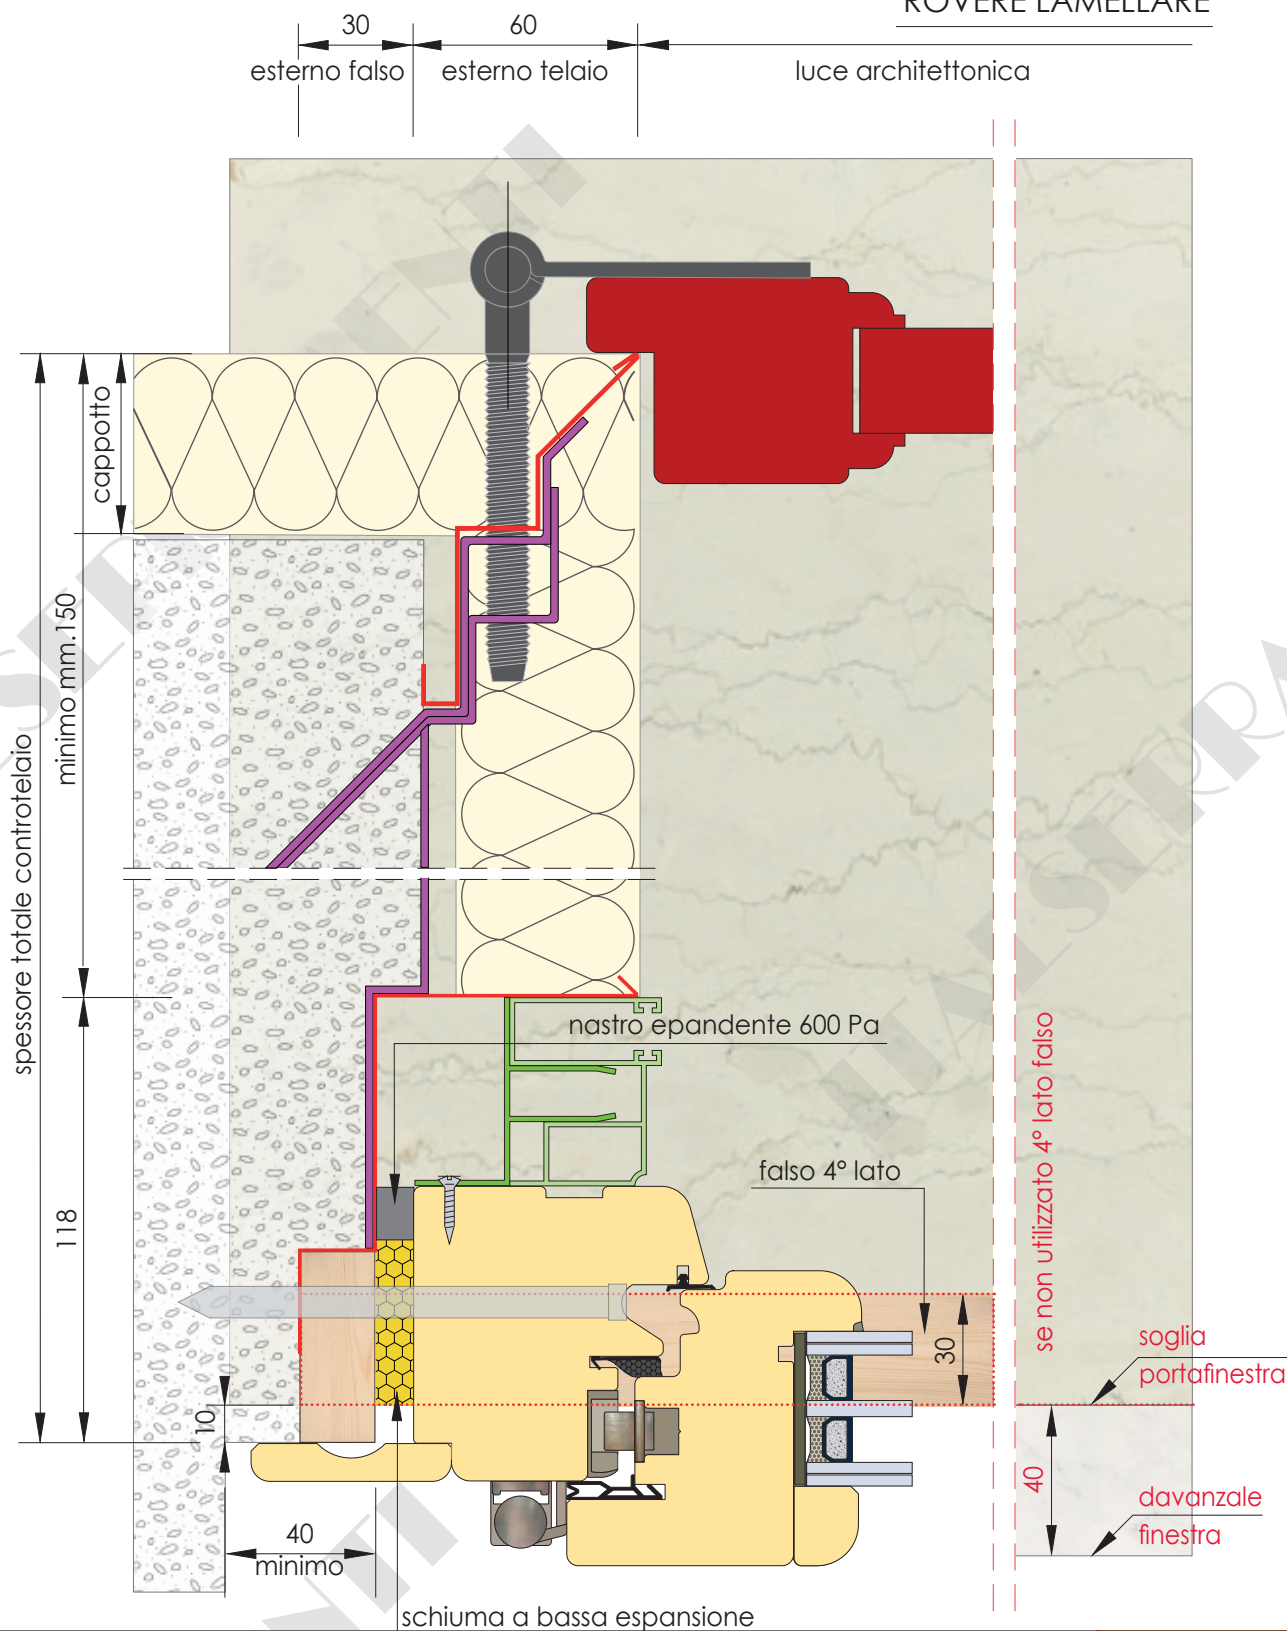 ROVERE LAMELLARE
30
60
esterno falso
esterno telaio
luce architettonica
cappotto
minimo mm.150
spessore totale controtelaio
nastro epandente 600 Pa
118
falso 4° lato
se non utilizzato 4° lato falso
30
soglia
portafinestra
10
40
davanzale
finestra
40
minimo
schiuma a bassa espansione